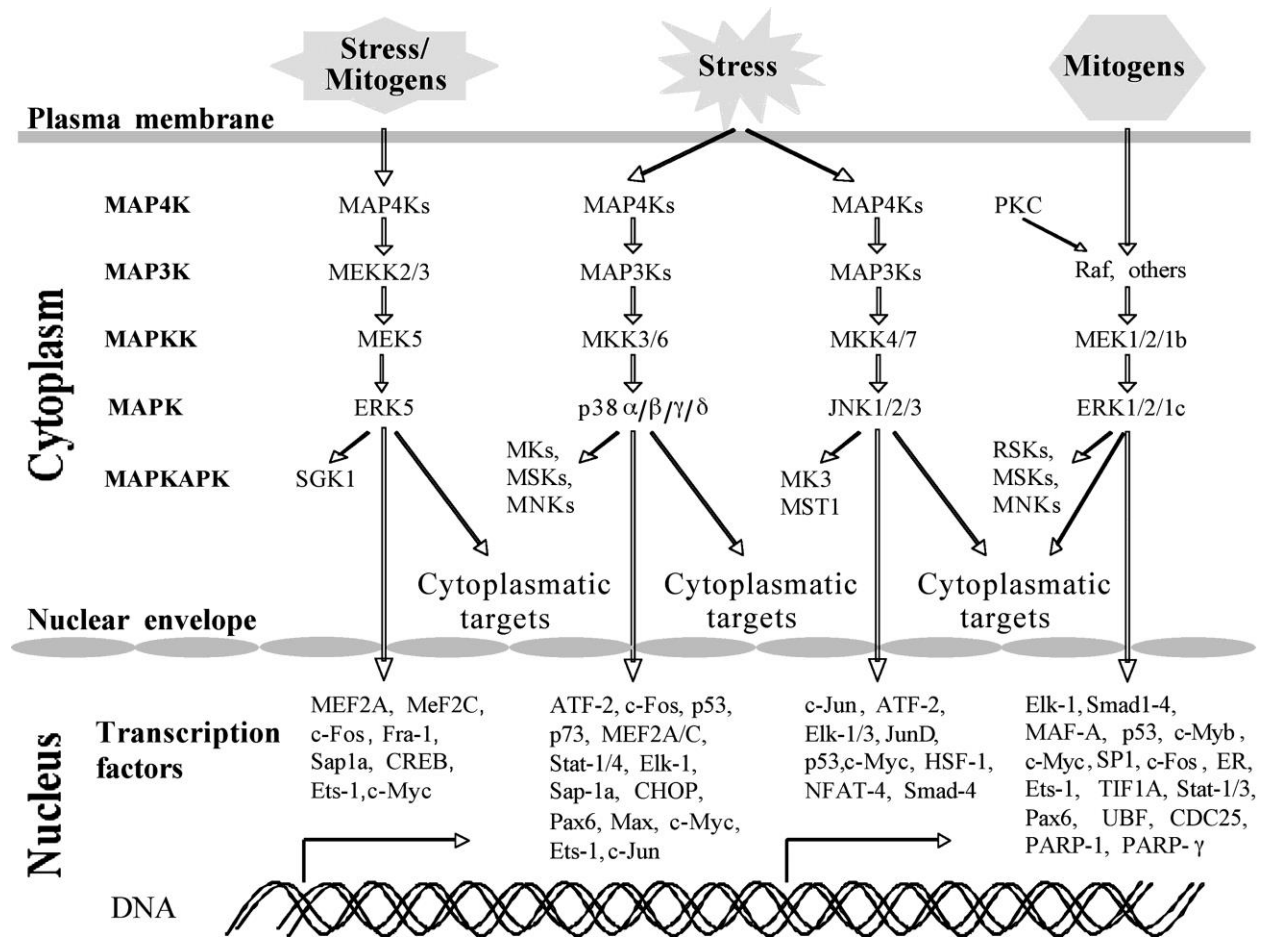 Stress/
Mitogens
Stress
Mitogens
Plasma membrane
MAP4K
MAP4Ks
MAP4Ks
MAP4Ks
PKC
MAP3K
MEKK2/3
MAP3Ks
MAP3Ks
Raf, others
MAPKK
MEK5
MKK3/6
MKK4/7
MEK1/2/1b
MAPK
ERK5
p38 α/β/γ/δ
JNK1/2/3
ERK1/2/1c
MAPKAPK
SGK1
MKs,
MSKs,
MNKs
MK3
MST1
RSKs,
MSKs,
MNKs
Cytoplasm
Cytoplasmatic
targets
Cytoplasmatic
targets
Cytoplasmatic
targets
Nuclear envelope
Nucleus
Transcription
factors
MEF2A, MeF2C,
c-Fos, Fra-1,
Sap1a, CREB,
Ets-1,c-Myc
ATF-2, c-Fos, p53,
p73, MEF2A/C,
Stat-1/4, Elk-1,
Sap-1a, CHOP,
Pax6, Max, c-Myc,
Ets-1, c-Jun
c-Jun, ATF-2,
Elk-1/3, JunD,
p53,c-Myc, HSF-1,
NFAT-4, Smad-4
Elk-1, Smad1-4,
MAF-A, p53, c-Myb,
c-Myc, SP1, c-Fos, ER,
Ets-1, TIF1A, Stat-1/3,
Pax6, UBF, CDC25,
PARP-1, PARP-γ
DNA